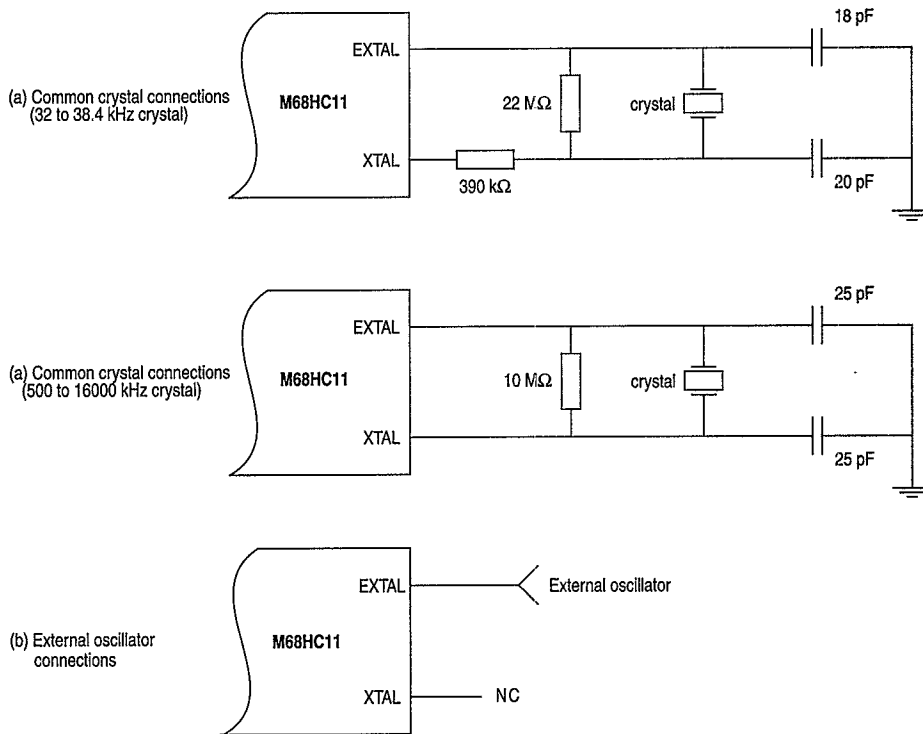 18 pF
EXTAL
(a) Common crystal connections
(32 to 38.4 kHz crystal)
M68HC11
22 MΩ
crystal
XTAL
390 kΩ
20 pF
25 pF
EXTAL
(a) Common crystal connections
(500 to 16000 kHz crystal)
M68HC11
10 MΩ
crystal
XTAL
25 pF
EXTAL
External oscillator
(b) External oscillator
connections
M68HC11
XTAL
NC